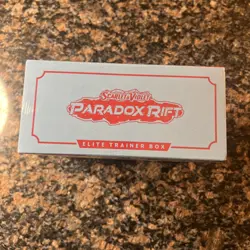 Scarlet & Violet
PARADOX RIFT
ELITE TRAINER BOX